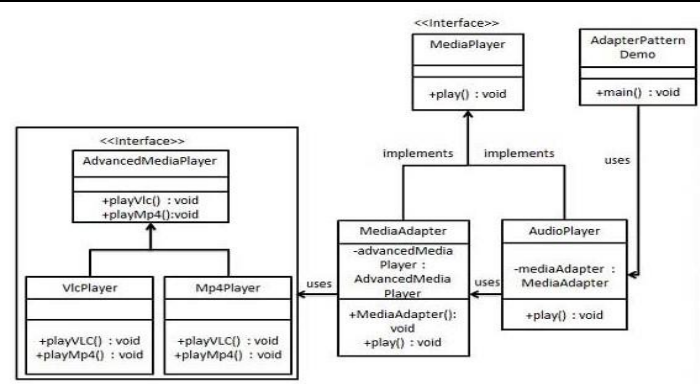 <<Interface>>
MediaPlayer
+play() : void
AdapterPattern
Demo
+main() : void
<<Interface>>
AdvancedMediaPlayer
+playVlc() : void
+playMp4():void
implements
implements
uses
MediaAdapter
-advancedMedia
Player :
AdvancedMedia
Player
+MediaAdapter():
void
+play() : void
AudioPlayer
-mediaAdapter :
MediaAdapter
+play() : void
VlcPlayer
+playVLC() : void
+playMp4() : void
Mp4Player
+playVLC() : void
+playMp4() : void
uses
uses